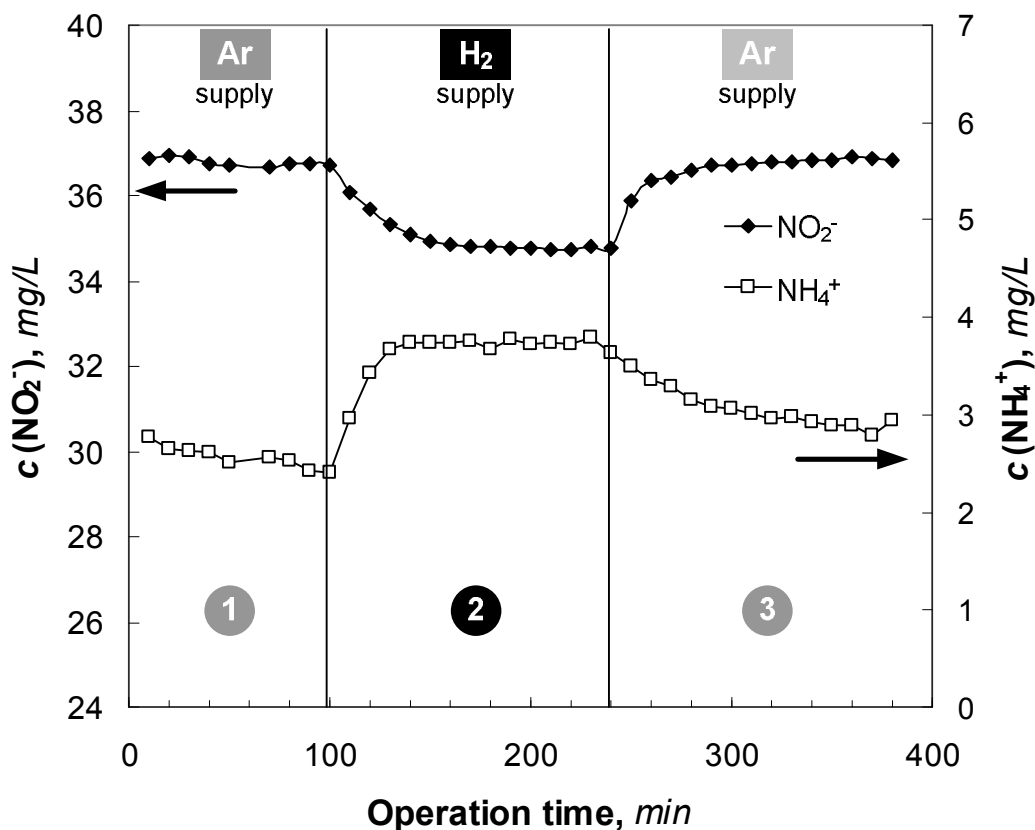 Ar
supply
H₂
supply
Ar
supply
40
38
36
34
32
30
28
26
24
c (NO₂⁻), mg/L
7
6
5
4
3
2
1
0
c (NH₄⁺), mg/L
NO₂⁻
NH₄⁺
1
2
3
0
100
200
300
400
Operation time, min